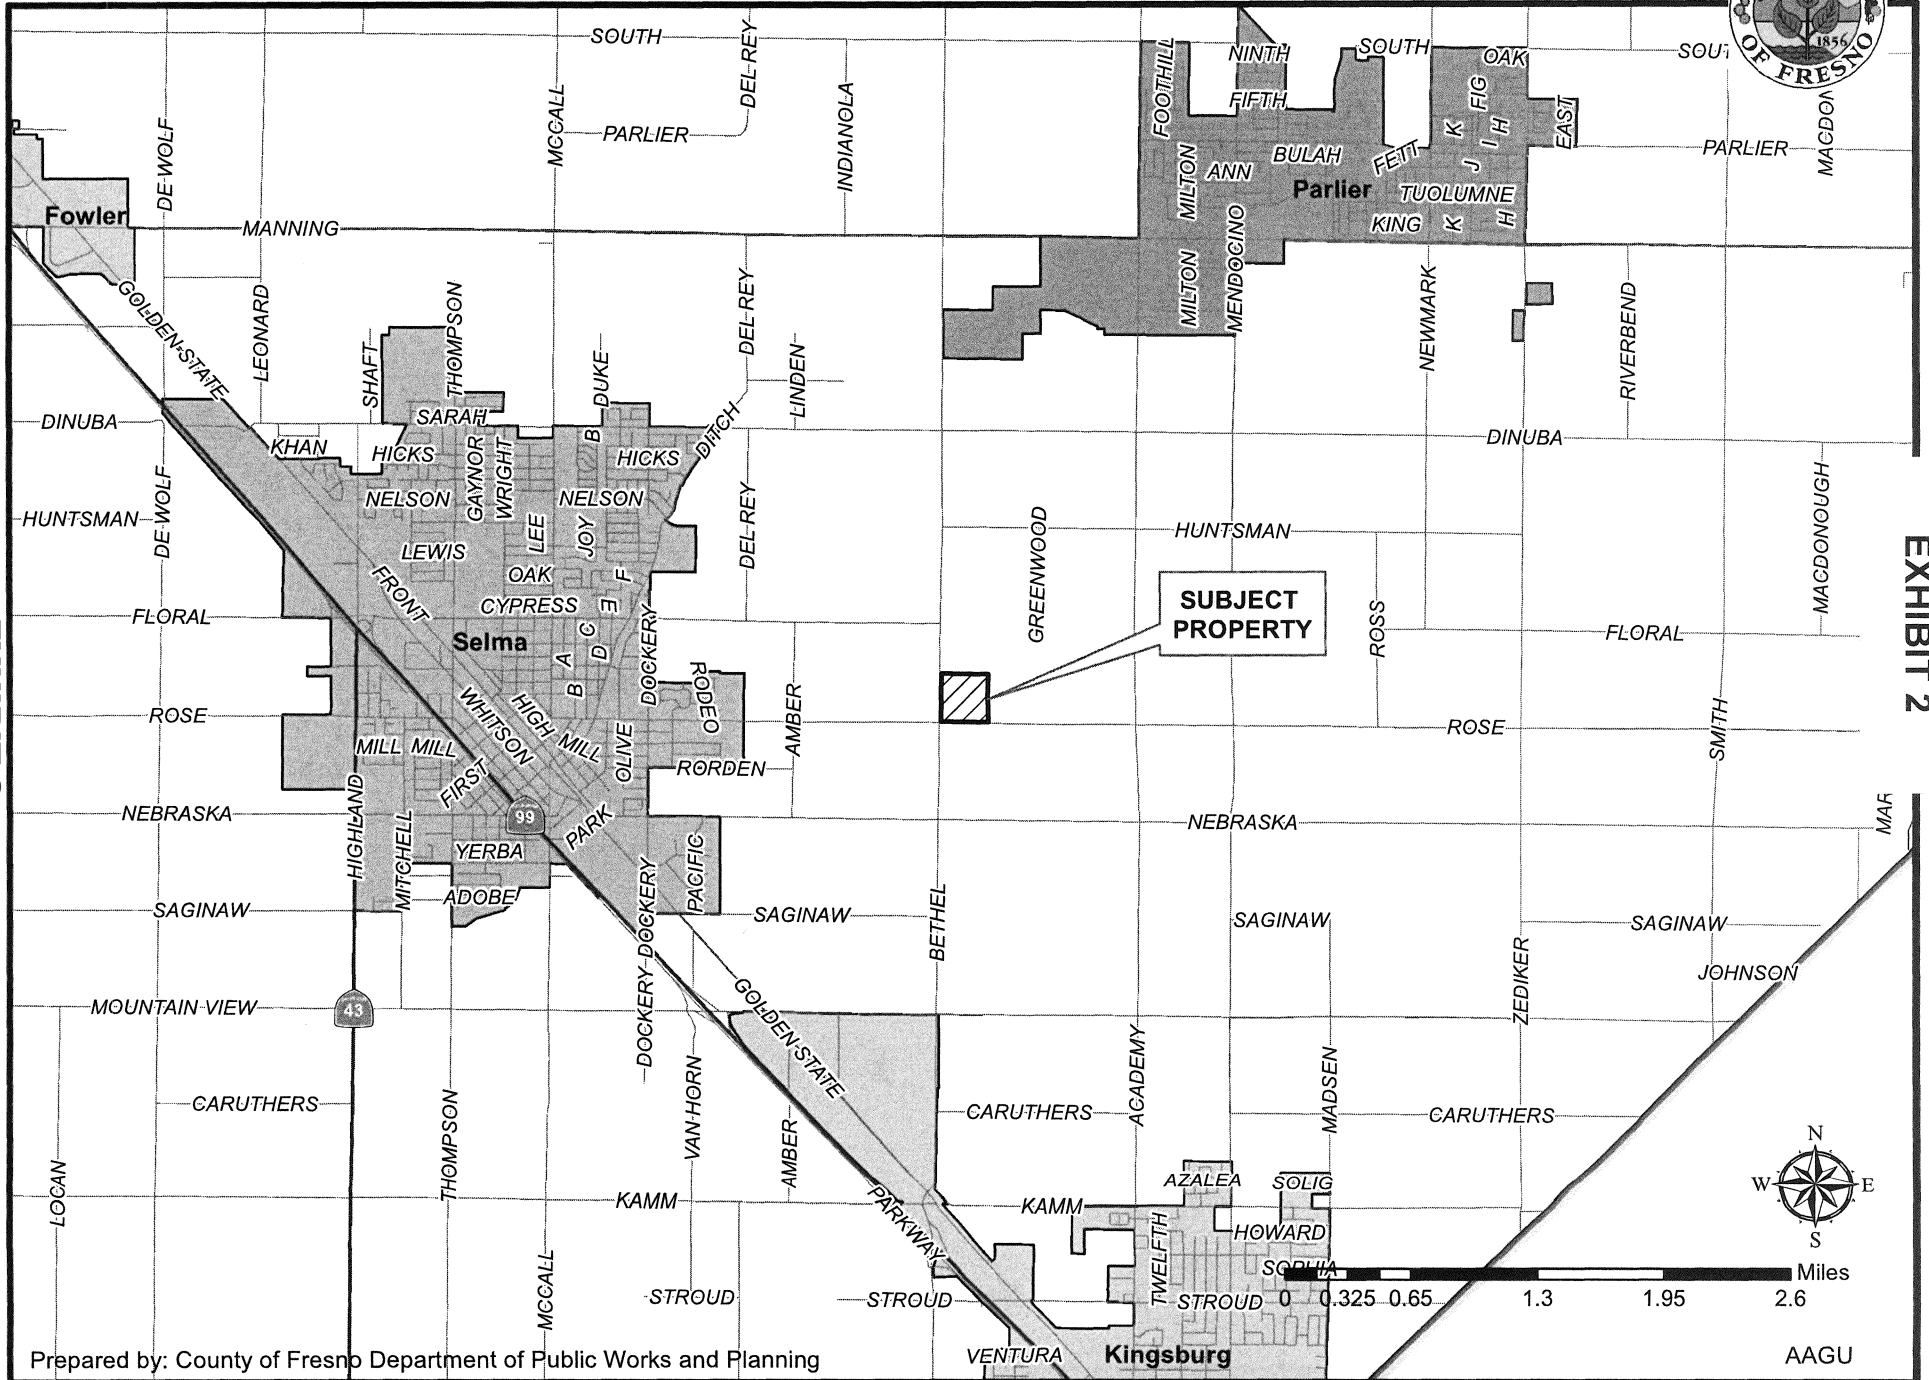 SOUTH
DEL REY
NINTH
SOUTH
OAK
1856
OF FRESNO
FOOTHILL
MCCALL
INDIANOLA
FIFTH
FIG
EAST
DE WOLF
PARLIER
K
I H
PARLIER
BULAH
FETT
J
MILTON
ANN
Parlier
TUOLUMNE
Fowler
MANNING
MENDOCINO
KING
K
H
GOLDEN STATE
LEONARD
THOMPSON
DEL REY
MILTON
NEWMARK
RIVERBEND
SHAFT
DUKE
LINDEN
DINUBA
SARAH
B
DITCH
DINUBA
KHAN
HICKS
GAYNOR
WRIGHT
HICKS
NELSON
NELSON
DE WOLF
HUNTSMAN
LEE
JOY
DEL REY
GREENWOOD
HUNTSMAN
MACDONOUGH
EXHIBIT 2
LEWIS
FRONT
OAK
F
CYPRESS
E
SUBJECT
PROPERTY
FLORAL
Selma
C
D
A
B
DOCKERY
ROSS
FLORAL
RODEO
ROSE
WHITSON
HIGH
AMBER
ROSE
SMITH
MILL
MILL
MILL
OLIVE
FIRST
RORDEN
NEBRASKA
HIGHLAND
99
PARK
NEBRASKA
MAR
MITCHELL
YERBA
PACIFIC
ADOBE
SAGINAW
DOCKERY
SAGINAW
BETHEL
SAGINAW
SAGINAW
ZEDIKER
JOHNSON
DOCKERY
GOLDEN STATE
MOUNTAIN VIEW
43
ACADEMY
MADSEN
CARUTHERS
THOMPSON
VAN HORN
AMBER
CARUTHERS
CARUTHERS
N
LOCAN
KAMM
PARKWAY
KAMM
AZALEA
SOLIG
W
E
TWELFTH
HOWARD
S
MCCALL
SOPHIA
Miles
STROUD
STROUD
STROUD
0 0.325 0.65 1.3 1.95 2.6
Prepared by: County of Fresno Department of Public Works and Planning
VENTURA
Kingsburg
AAGU